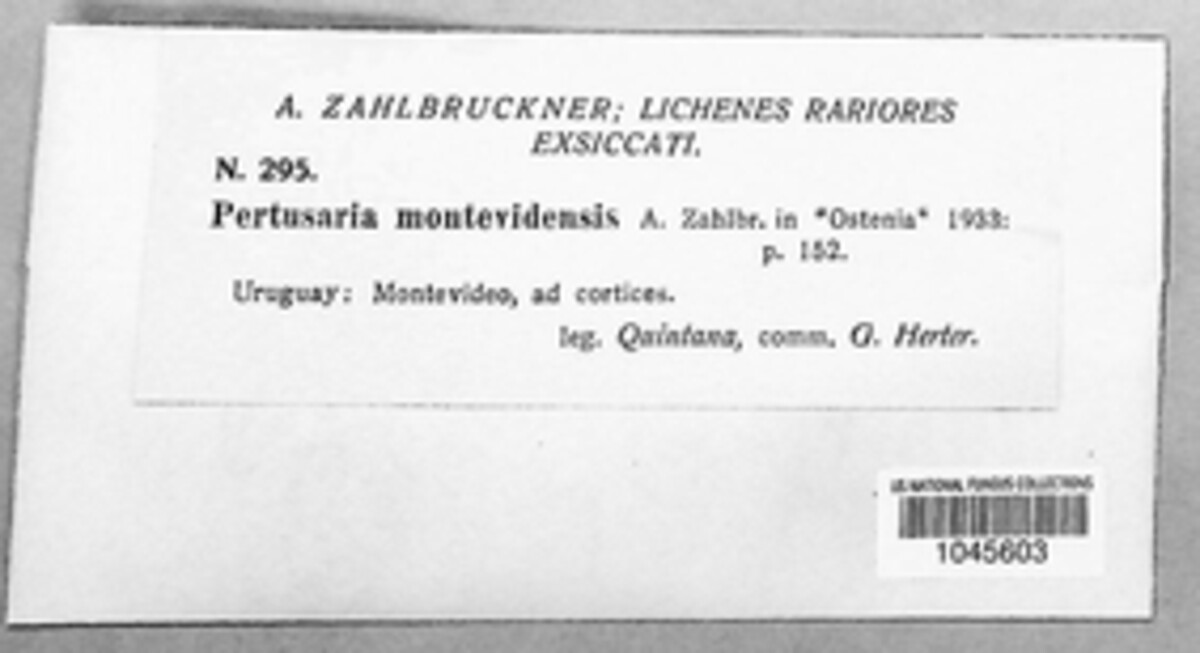 A. ZAHLBRUCKNER; LICHENES RARIORES
EXSICCATI.
N. 295.
Pertusaria montevidensis A. Zahlbr. in "Ostenia" 1933:
p. 152.
Uruguay: Montevideo, ad cortices.
leg. Quintana, comm. G. Herter.
US NATIONAL FUNGUS COLLECTIONS
1045603